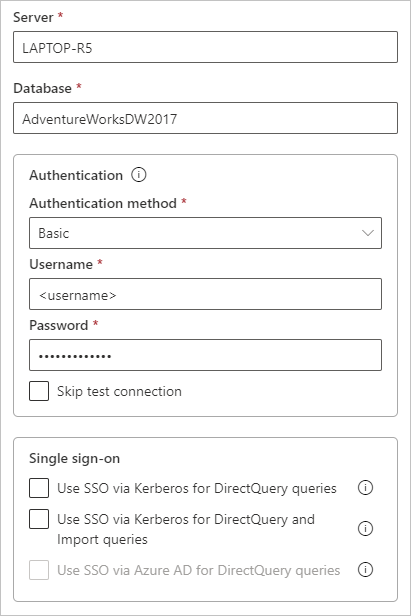 Server *
LAPTOP-R5
Database *
AdventureWorksDW2017
Authentication
Authentication method *
Basic
Username *
<username>
Password *
•••••••••••••
Skip test connection
Single sign-on
Use SSO via Kerberos for DirectQuery queries
Use SSO via Kerberos for DirectQuery and
Import queries
Use SSO via Azure AD for DirectQuery queries